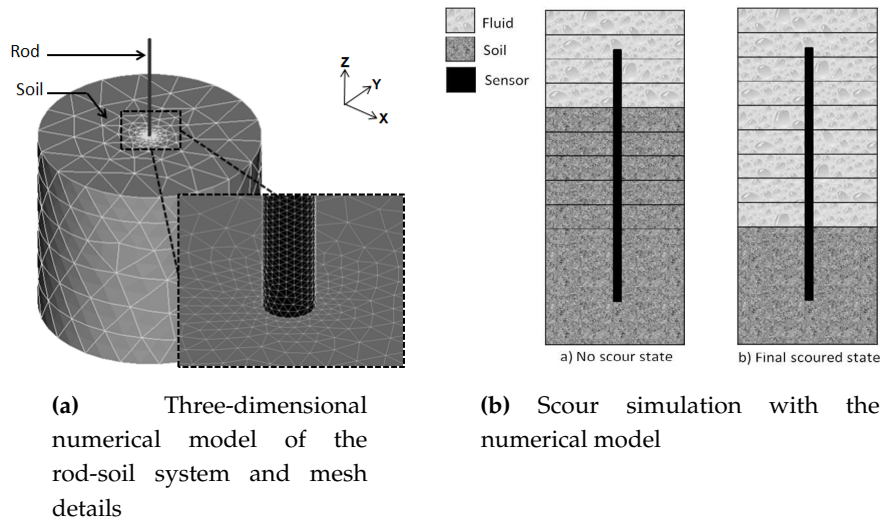 Rod
Soil
Z
Y
X
Fluid
Soil
Sensor
a) No scour state
b) Final scoured state
(a) Three-dimensional
numerical model of the
rod-soil system and mesh
details
(b) Scour simulation with the
numerical model